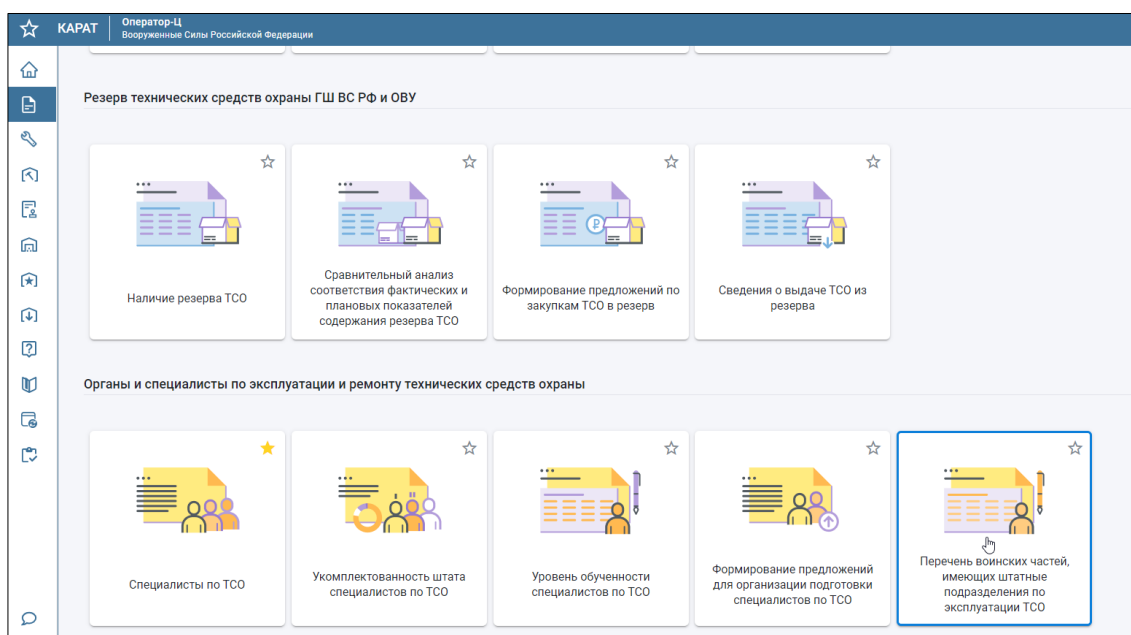 КАРАТ
Оператор-Ц
Вооруженные Силы Российской Федерации
Резерв технических средств охраны ГШ ВС РФ и ОВУ
Наличие резерва ТСО
Сравнительный анализ
соответствия фактических и
плановых показателей
содержания резерва ТСО
Формирование предложений по
закупкам ТСО в резерв
Сведения о выдаче ТСО из
резерва
Органы и специалисты по эксплуатации и ремонту технических средств охраны
Специалисты по ТСО
Укомплектованность штата
специалистов по ТСО
Уровень обученности
специалистов по ТСО
Формирование предложений
для организации подготовки
специалистов по ТСО
Перечень воинских частей,
имеющих штатные
подразделения по
эксплуатации ТСО